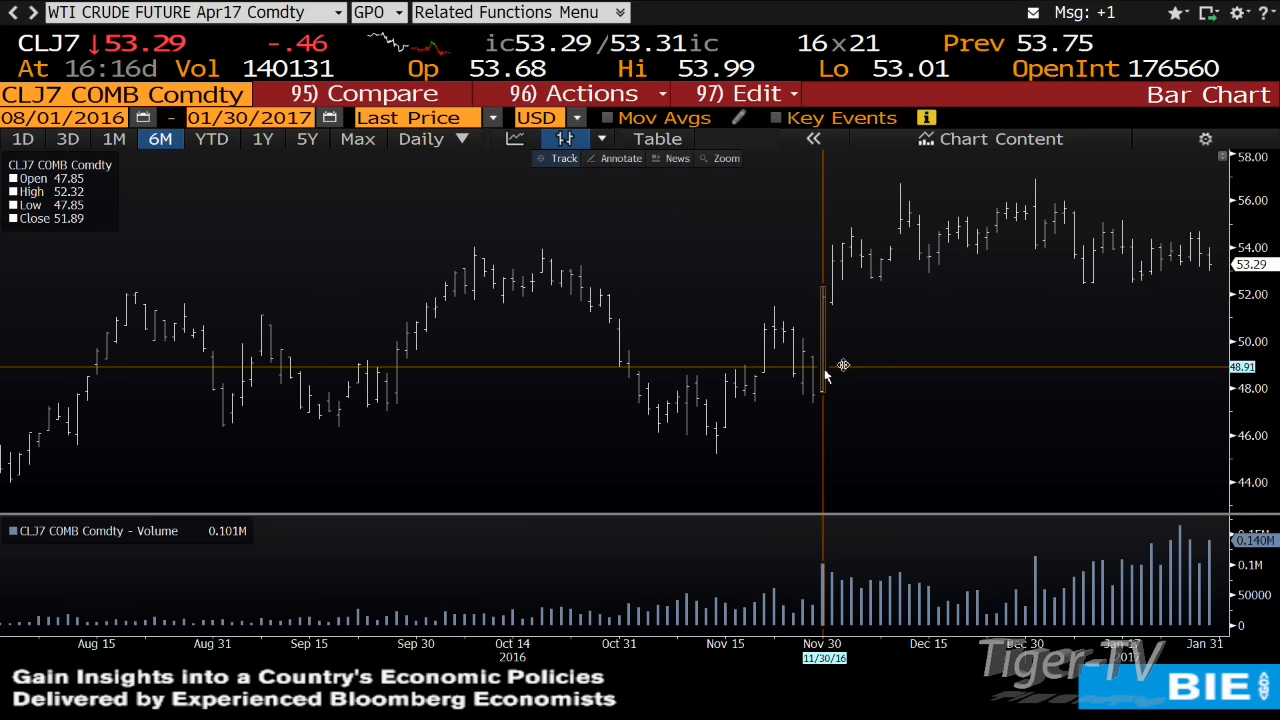 WTI CRUDE FUTURE Apr17 Comdty GPO Related Functions Menu Msg: +1
CLJ7 ↓53.29 -.46 ic53.29/53.31ic 16x21 Prev 53.75
At 16:16d Vol 140131 Op 53.68 Hi 53.99 Lo 53.01 OpenInt 176560
CLJ7 COMB Comdty 95) Compare 96) Actions 97) Edit Bar Chart
08/01/2016 - 01/30/2017 Last Price USD Mov Avgs Key Events
1D 3D 1M 6M YTD 1Y 5Y Max Daily Table Chart Content
Track Annotate News Zoom
CLJ7 COMB Comdty
Open 47.85
High 52.32
Low 47.85
Close 51.89
58.00
56.00
54.00
53.29
52.00
50.00
48.91
48.00
46.00
44.00
CLJ7 COMB Comdty - Volume 0.101M
0.140M
0.1M
50000
0
Aug 15 Aug 31 Sep 15 Sep 30 Oct 14 Oct 31 Nov 15 Nov 30 Dec 15 Dec 30 Jan 17 Jan 31
2016 11/30/16
Tiger-TV
Gain Insights into a Country's Economic Policies
Delivered by Experienced Bloomberg Economists
BIE <GO>